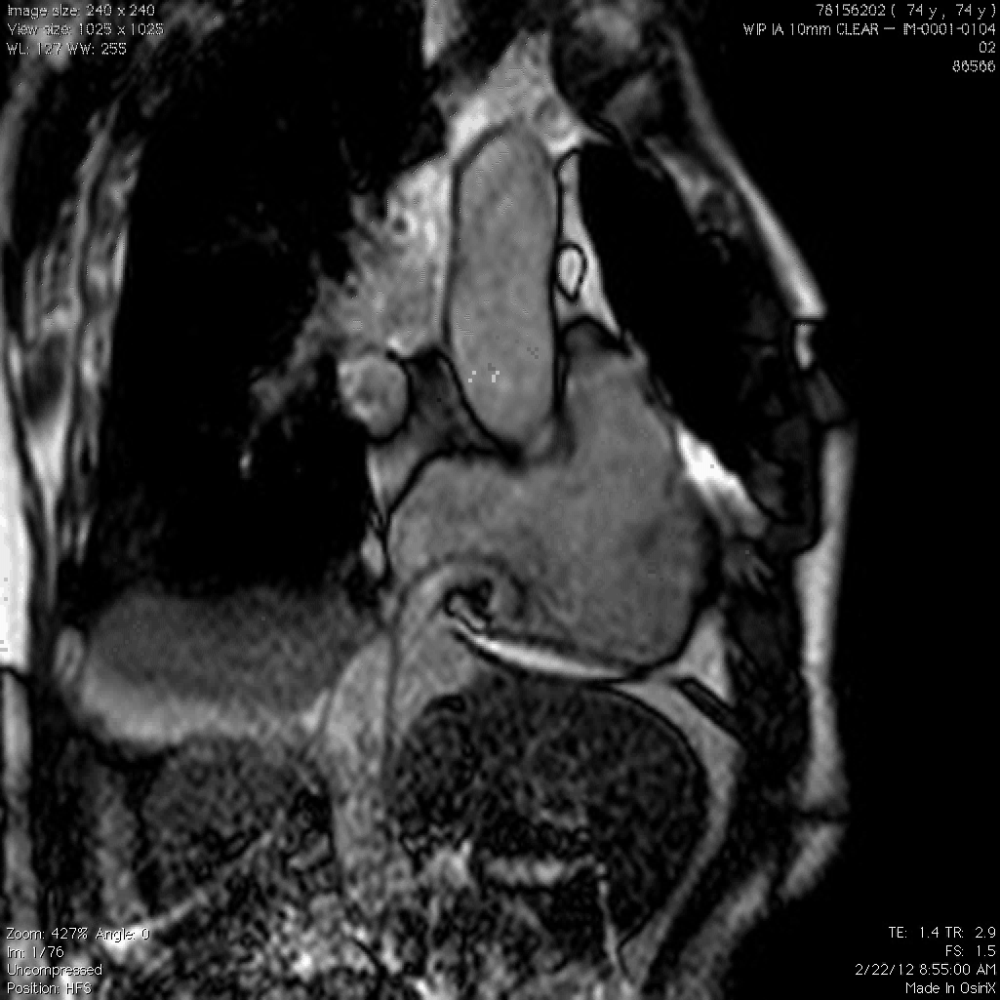 Image size: 240 x 240
View size: 1025 x 1025
WL: 127 WW: 255
78156202 ( 74 y , 74 y )
WIP IA 10mm CLEAR — IM-0001-0104
02
86566
Zoom: 427% Angle: 0
Im: 1/76
Uncompressed
Position: HFS
TE: 1.4 TR: 2.9
FS: 1.5
2/22/12 8:55:00 AM
Made In OsiriX